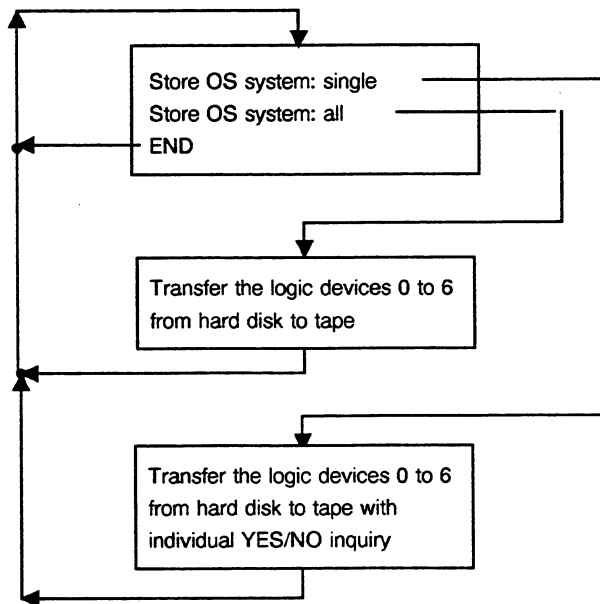 Store OS system: single
Store OS system: all
END
Transfer the logic devices 0 to 6
from hard disk to tape
Transfer the logic devices 0 to 6
from hard disk to tape with
individual YES/NO inquiry